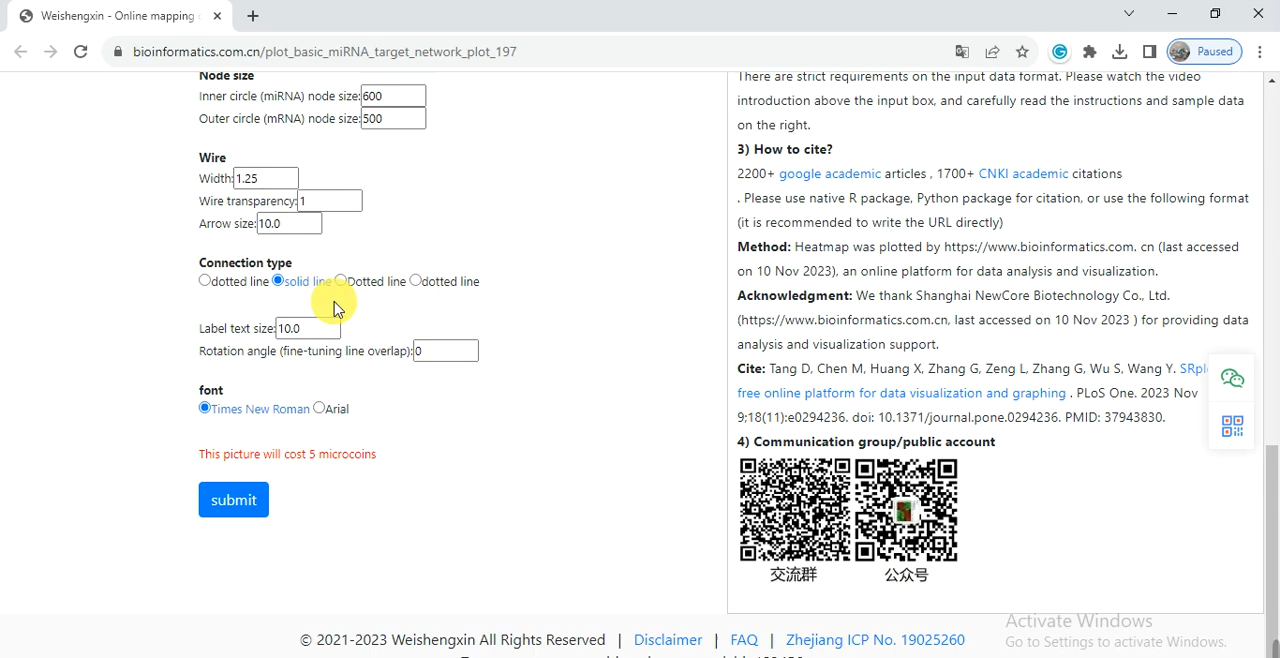 Weishengxin - Online mapping
bioinformatics.com.cn/plot_basic_miRNA_target_network_plot_197
Paused
Node size
Inner circle (miRNA) node size:600
Outer circle (mRNA) node size:500
Wire
Width:1.25
Wire transparency:1
Arrow size:10.0
Connection type
dotted line solid line Dotted line dotted line
Label text size:10.0
Rotation angle (fine-tuning line overlap):0
font
Times New Roman Arial
This picture will cost 5 microcoins
submit
There are strict requirements on the input data format. Please watch the video
introduction above the input box, and carefully read the instructions and sample data
on the right.
3) How to cite?
2200+ google academic articles , 1700+ CNKI academic citations
. Please use native R package, Python package for citation, or use the following format
(it is recommended to write the URL directly)
Method: Heatmap was plotted by https://www.bioinformatics.com. cn (last accessed
on 10 Nov 2023), an online platform for data analysis and visualization.
Acknowledgment: We thank Shanghai NewCore Biotechnology Co., Ltd.
(https://www.bioinformatics.com.cn, last accessed on 10 Nov 2023 ) for providing data
analysis and visualization support.
Cite: Tang D, Chen M, Huang X, Zhang G, Zeng L, Zhang G, Wu S, Wang Y. SRpl
free online platform for data visualization and graphing . PLoS One. 2023 Nov
9;18(11):e0294236. doi: 10.1371/journal.pone.0294236. PMID: 37943830.
4) Communication group/public account
交流群 公众号
Activate Windows
Go to Settings to activate Windows.
© 2021-2023 Weishengxin All Rights Reserved | Disclaimer | FAQ | Zhejiang ICP No. 19025260